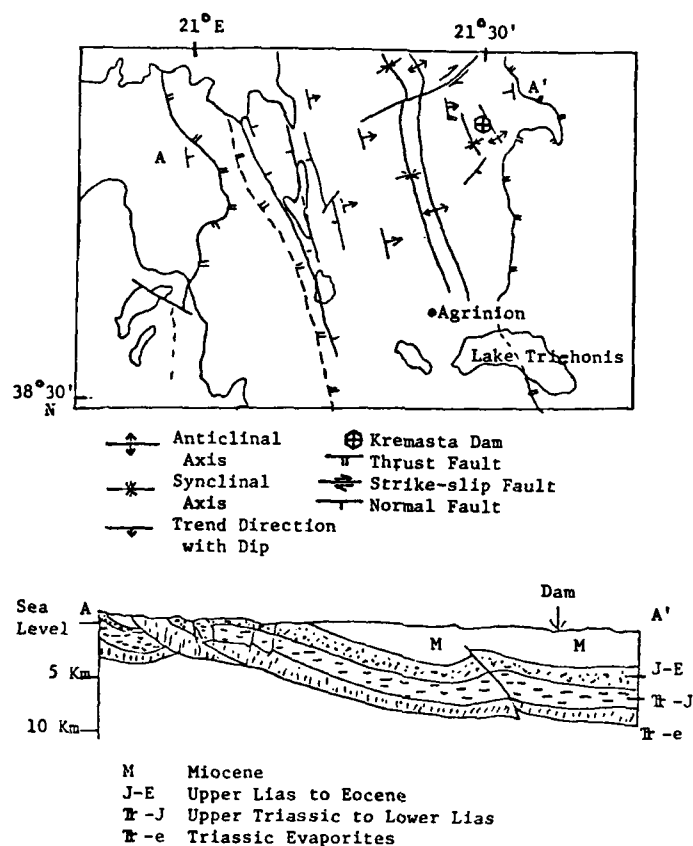 21°E
21°30'
A
A'
Agrinion
Lake Trichonis
38°30'
N
Anticlinal
Axis
Synclinal
Axis
Trend Direction
with Dip
Kremasta Dam
Thrust Fault
Strike-slip Fault
Normal Fault
Dam
Sea
Level
A
A'
M
M
5 Km
10 Km
J-E
Tr-J
Tr-e
M Miocene
J-E Upper Lias to Eocene
Tr-J Upper Triassic to Lower Lias
Tr-e Triassic Evaporites